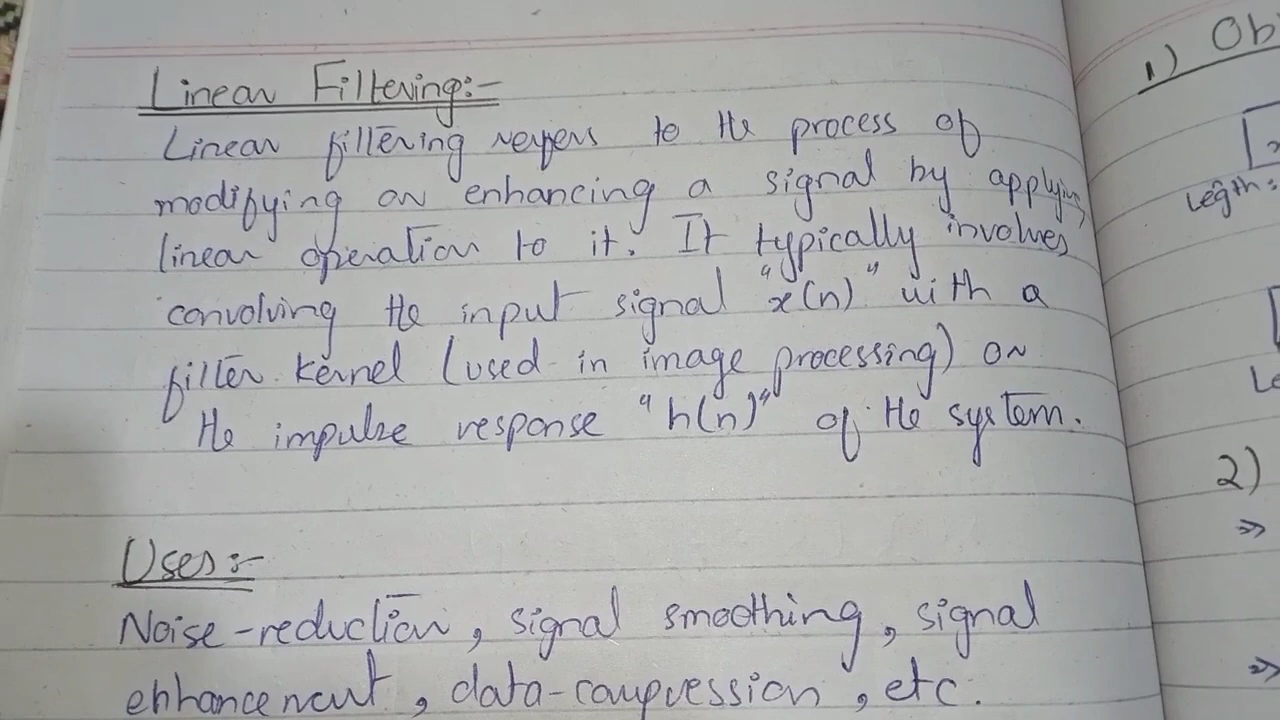 Linear Filtering:-
Linear filtering refers to the process of
modifying or enhancing a signal by applying
linear operation to it. It typically involves
convolving the input signal "x(n)" with a
filter kernel (used in image processing) or
the impulse response "h(n)" of the system.
Uses:-
Noise-reduction, signal smoothing, signal
enhancement, data-compression, etc.
1) Ob
Legth:
Le
2)